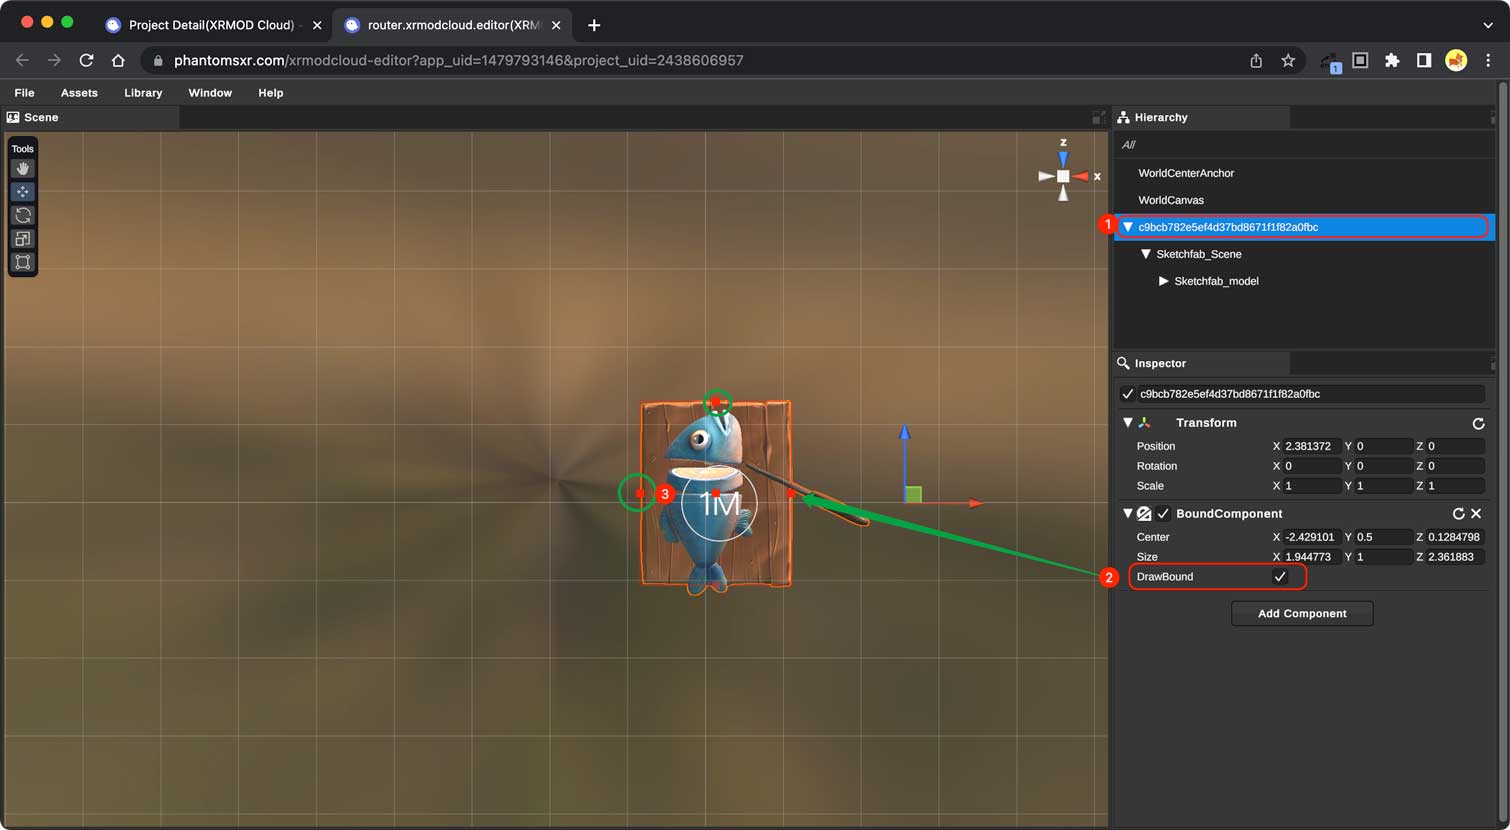 Project Detail(XRMOD Cloud) -
router.xrmodcloud.editor(XRM
phantomsxr.com/xrmodcloud-editor?app_uid=1479793146&project_uid=2438606957
1
File Assets Library Window Help
Scene
Hierarchy
Tools
All
z
x
WorldCenterAnchor
WorldCanvas
1
c9bcb782e5ef4d37bd8671f1f82a0fbc
Sketchfab_Scene
Sketchfab_model
Inspector
c9bcb782e5ef4d37bd8671f1f82a0fbc
Transform
Position X 2.381372 Y 0 Z 0
Rotation X 0 Y 0 Z 0
Scale X 1 Y 1 Z 1
3
1M
BoundComponent
Center X -2.429101 Y 0.5 Z 0.1284798
Size X 1.944773 Y 1 Z 2.361883
2
DrawBound
Add Component